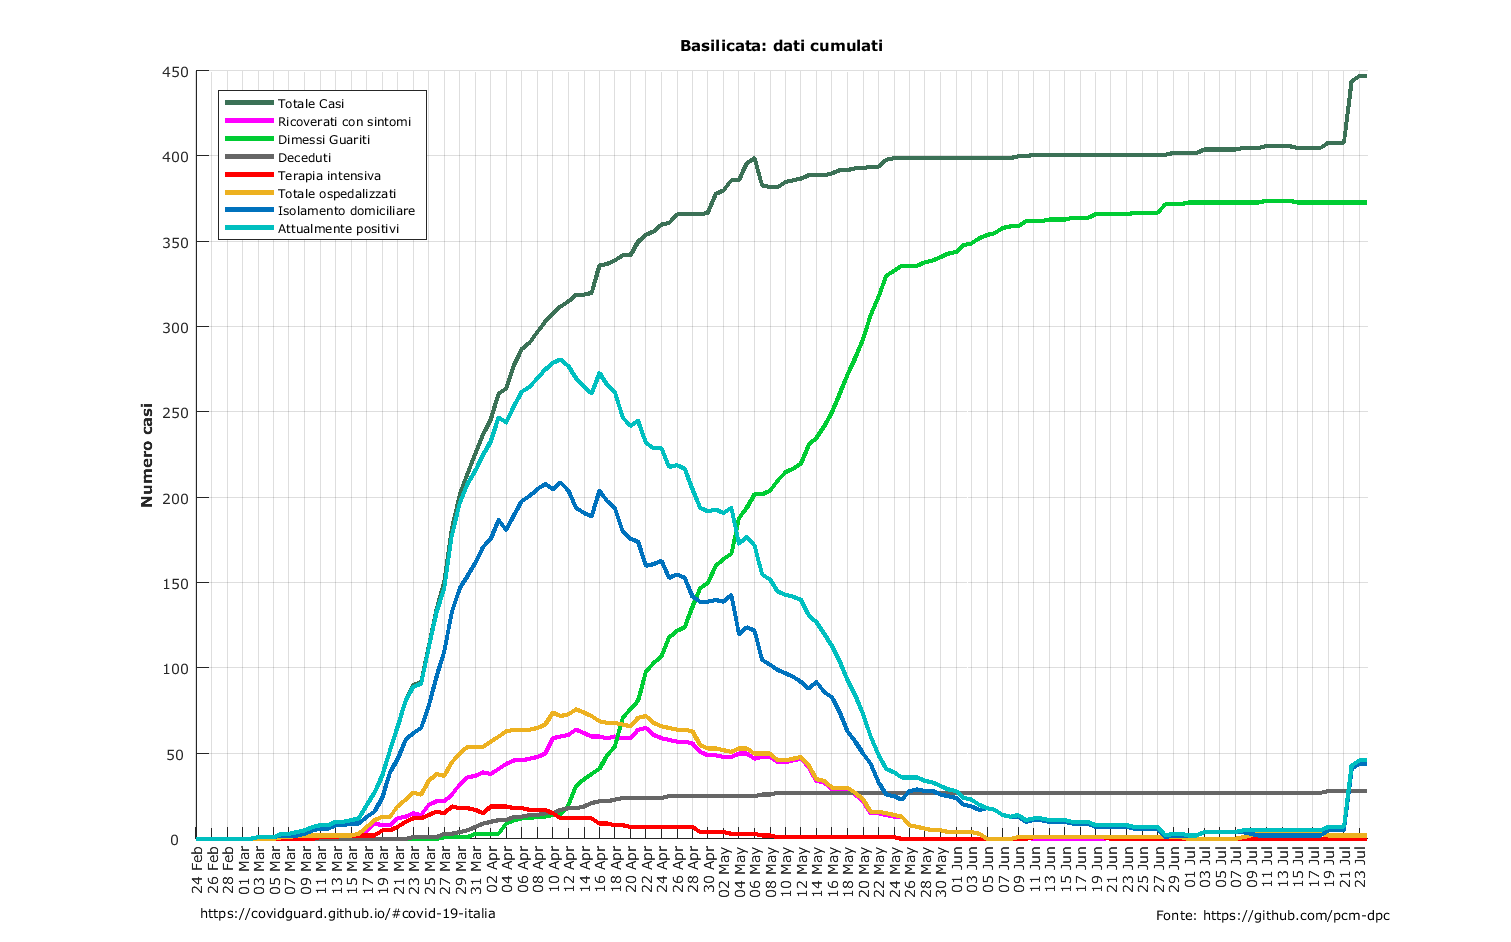 Basilicata: dati cumulati
450
400
350
300
250
200
150
100
50
0
Numero casi
Totale Casi
Ricoverati con sintomi
Dimessi Guariti
Deceduti
Terapia intensiva
Totale ospedalizzati
Isolamento domiciliare
Attualmente positivi
24 Feb
26 Feb
28 Feb
01 Mar
03 Mar
05 Mar
07 Mar
09 Mar
11 Mar
13 Mar
15 Mar
17 Mar
19 Mar
21 Mar
23 Mar
25 Mar
27 Mar
29 Mar
31 Mar
02 Apr
04 Apr
06 Apr
08 Apr
10 Apr
12 Apr
14 Apr
16 Apr
18 Apr
20 Apr
22 Apr
24 Apr
26 Apr
28 Apr
30 Apr
02 May
04 May
06 May
08 May
10 May
12 May
14 May
16 May
18 May
20 May
22 May
24 May
26 May
28 May
30 May
01 Jun
03 Jun
05 Jun
07 Jun
09 Jun
11 Jun
13 Jun
15 Jun
17 Jun
19 Jun
21 Jun
23 Jun
25 Jun
27 Jun
29 Jun
01 Jul
03 Jul
05 Jul
07 Jul
09 Jul
11 Jul
13 Jul
15 Jul
17 Jul
19 Jul
21 Jul
23 Jul
https://covidguard.github.io/#covid-19-italia
Fonte: https://github.com/pcm-dpc